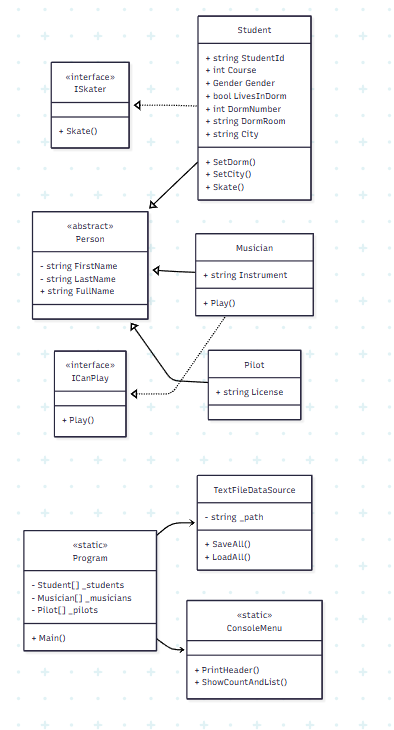 Student
+ string StudentId
+ int Course
+ Gender Gender
+ bool LivesInDorm
+ int DormNumber
+ string DormRoom
+ string City
+ SetDorm()
+ SetCity()
+ Skate()
«interface»
ISkater
+ Skate()
«abstract»
Person
- string FirstName
- string LastName
+ string FullName
Musician
+ string Instrument
+ Play()
«interface»
ICanPlay
+ Play()
Pilot
+ string License
TextFileDataSource
- string _path
+ SaveAll()
+ LoadAll()
«static»
Program
- Student[] _students
- Musician[] _musicians
- Pilot[] _pilots
+ Main()
«static»
ConsoleMenu
+ PrintHeader()
+ ShowCountAndList()